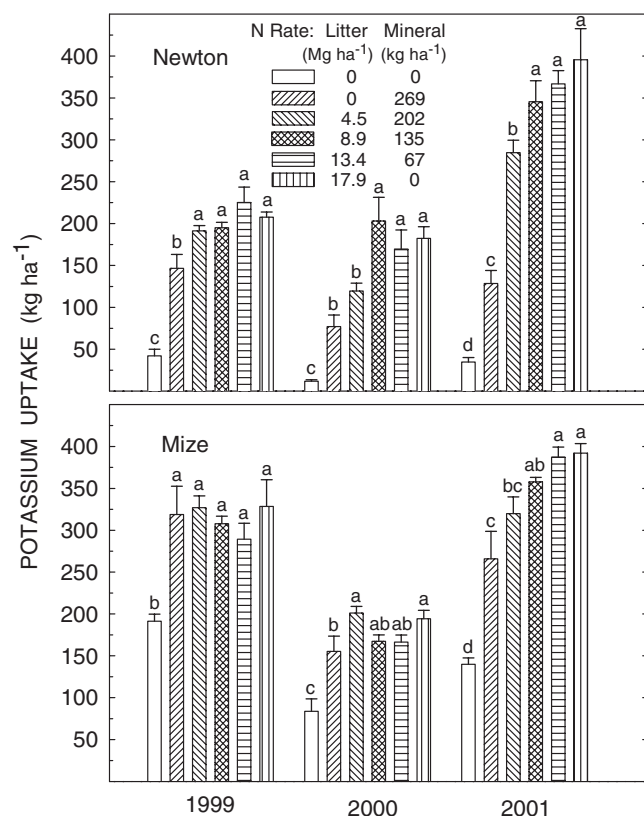 N Rate: Litter Mineral
(Mg ha-1) (kg ha-1)
Newton
0 0
0 269
4.5 202
8.9 135
13.4 67
17.9 0
400
350
300
250
200
150
100
50
c b a a a a
c b b a a a
d c b a a a
POTASSIUM UPTAKE (kg ha-1)
Mize
400
350
300
250
200
150
100
50
b a a a a a
c b a ab ab a
d c bc ab a a
1999 2000 2001